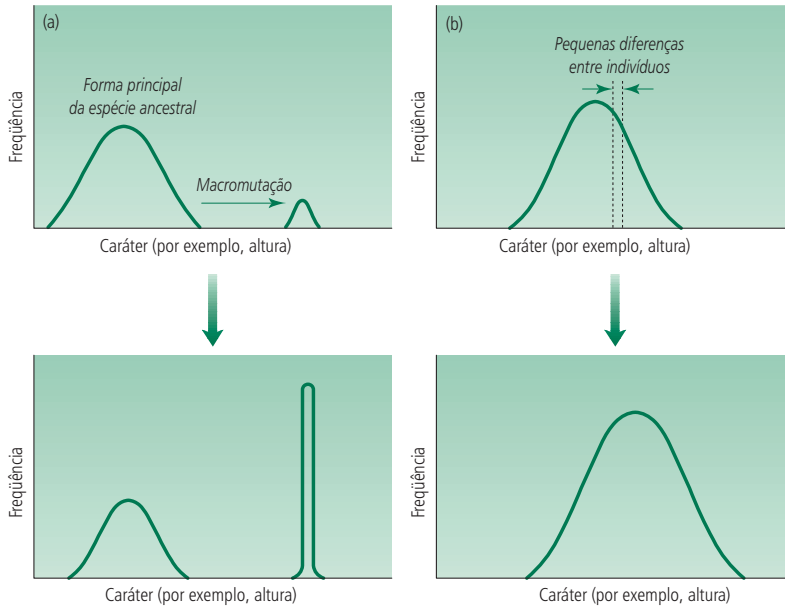 (a)
Forma principal
da espécie ancestral
Macromutação
Freqüência
Caráter (por exemplo, altura)
(b)
Pequenas diferenças
entre indivíduos
Freqüência
Caráter (por exemplo, altura)
Freqüência
Caráter (por exemplo, altura)
Freqüência
Caráter (por exemplo, altura)